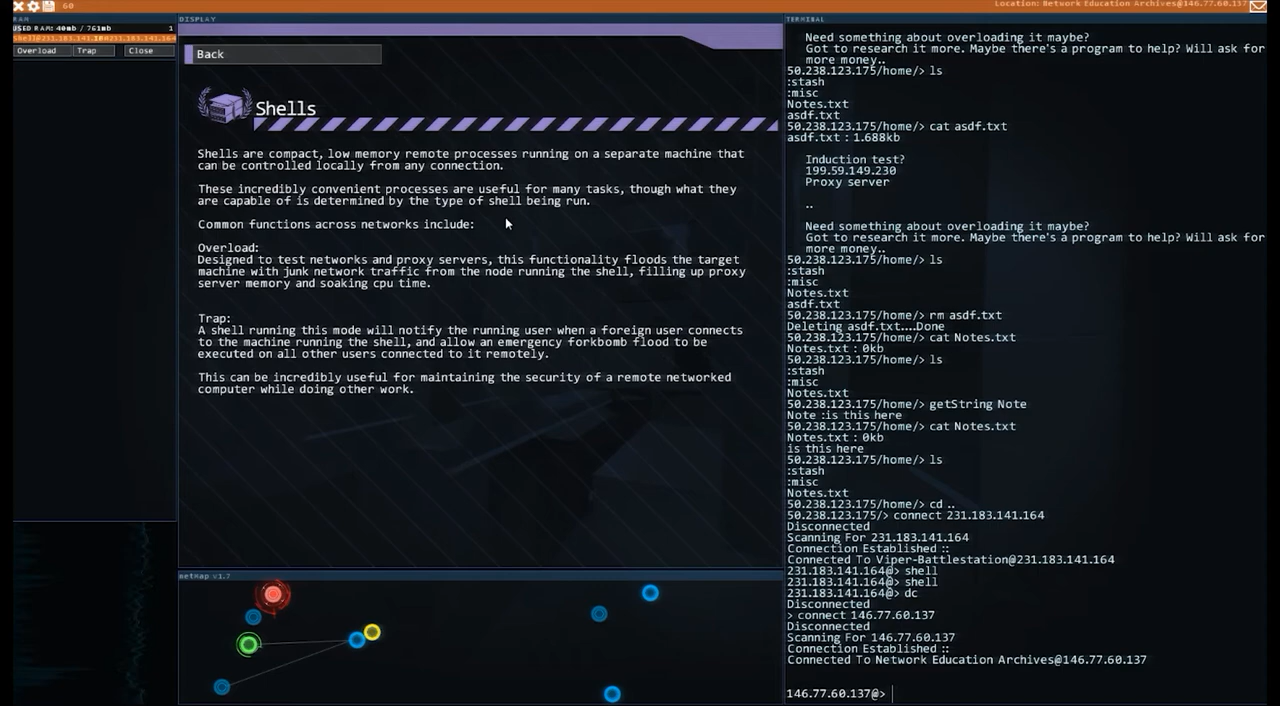 60
Location: Network Education Archives@146.77.60.137
RAM
USED RAM: 40mb / 761mb 1
Overload Trap Close
DISPLAY
Back
Shells
Shells are compact, low memory remote processes running on a separate machine that
can be controlled locally from any connection.
These incredibly convenient processes are useful for many tasks, though what they
are capable of is determined by the type of shell being run.
Common functions across networks include:
Overload:
Designed to test networks and proxy servers, this functionality floods the target
machine with junk network traffic from the node running the shell, filling up proxy
server memory and soaking cpu time.
Trap:
A shell running this mode will notify the running user when a foreign user connects
to the machine running the shell, and allow an emergency forkbomb flood to be
executed on all other users connected to it remotely.
This can be incredibly useful for maintaining the security of a remote networked
computer while doing other work.
netMap v1.7
TERMINAL
Need something about overloading it maybe?
Got to research it more. Maybe there's a program to help? Will ask for
more money..
50.238.123.175/home/> ls
:stash
:misc
Notes.txt
asdf.txt
50.238.123.175/home/> cat asdf.txt
asdf.txt : 1.688kb
Induction test?
199.59.149.230
Proxy server
..
Need something about overloading it maybe?
Got to research it more. Maybe there's a program to help? Will ask for
more money..
50.238.123.175/home/> ls
:stash
:misc
Notes.txt
asdf.txt
50.238.123.175/home/> rm asdf.txt
Deleting asdf.txt....Done
50.238.123.175/home/> cat Notes.txt
Notes.txt : 0kb
50.238.123.175/home/> ls
:stash
:misc
Notes.txt
50.238.123.175/home/> getString Note
Note :is this here
50.238.123.175/home/> cat Notes.txt
Notes.txt : 0kb
is this here
50.238.123.175/home/> ls
:stash
:misc
Notes.txt
50.238.123.175/home/> cd ..
50.238.123.175/> connect 231.183.141.164
Disconnected
Scanning For 231.183.141.164
Connection Established ::
Connected To Viper-Battlestation@231.183.141.164
231.183.141.164@> shell
231.183.141.164@> shell
231.183.141.164@> dc
Disconnected
> connect 146.77.60.137
Disconnected
Scanning For 146.77.60.137
Connection Established ::
Connected To Network Education Archives@146.77.60.137
146.77.60.137@>